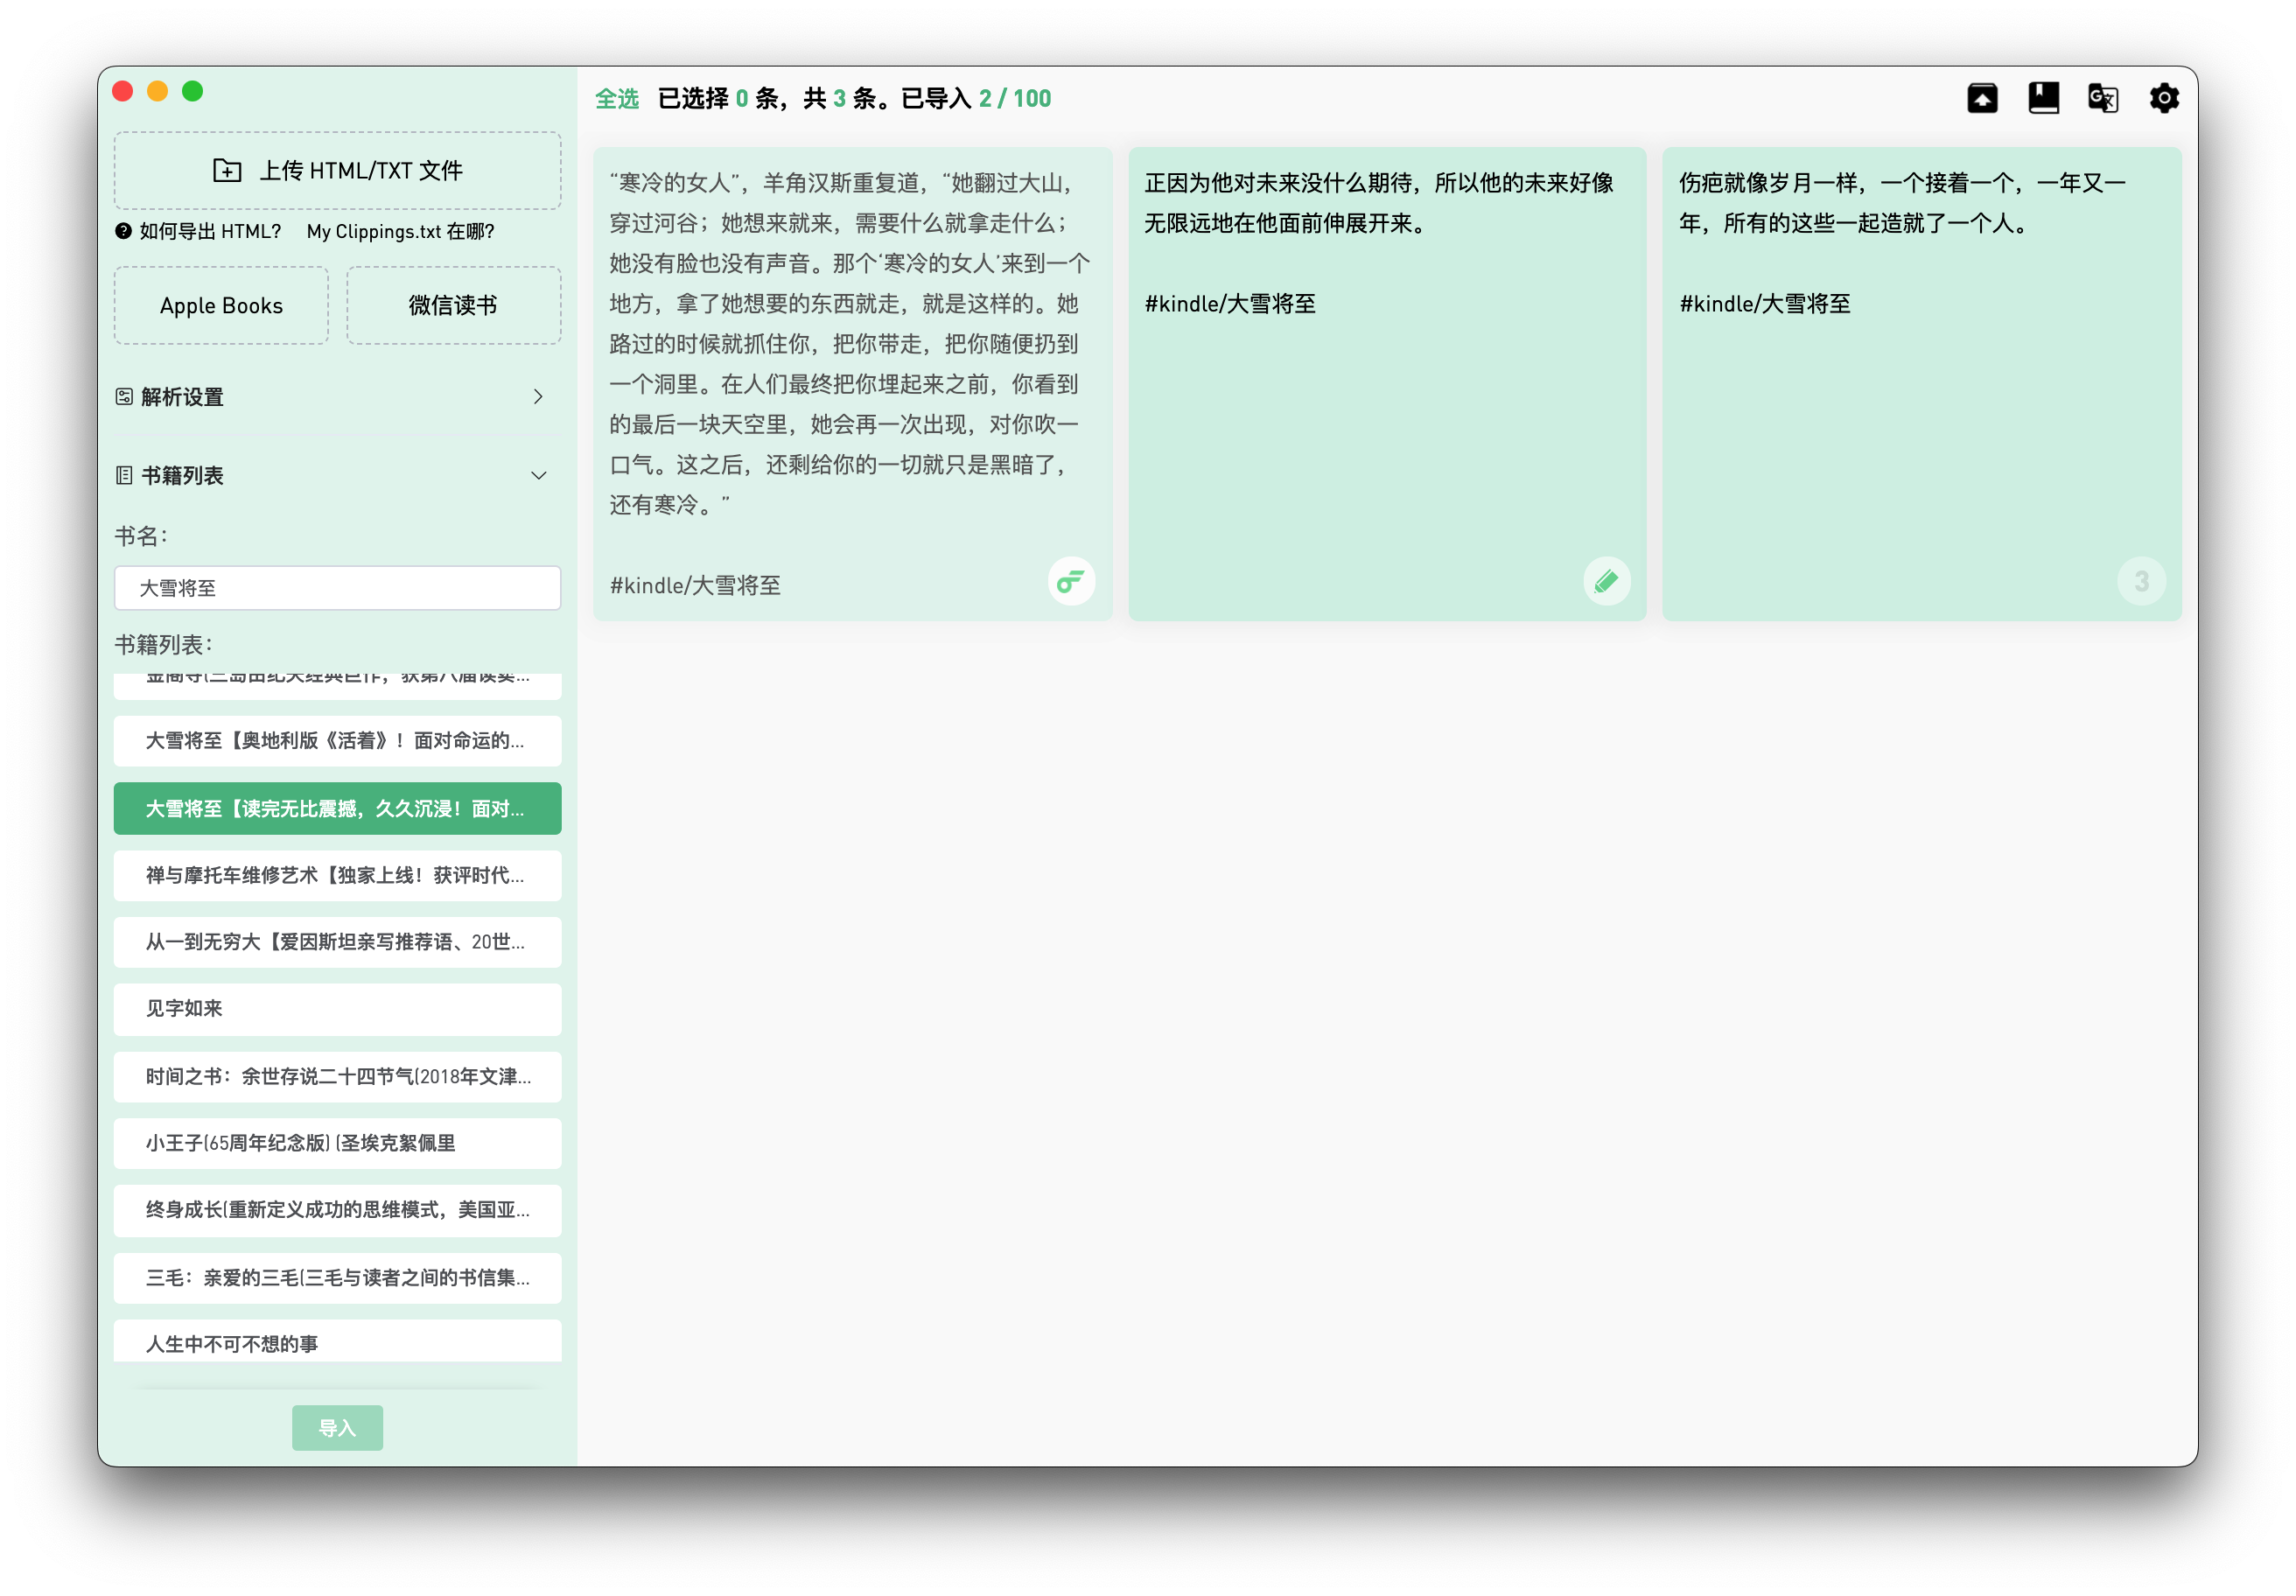 全选 已选择 0 条，共 3 条。已导入 2 / 100
上传 HTML/TXT 文件
如何导出 HTML? My Clippings.txt 在哪?
Apple Books
微信读书
解析设置
书籍列表
书名：
大雪将至
书籍列表：
大雪将至【奥地利版《活着》！面对命运的...
大雪将至【读完无比震撼，久久沉浸！面对...
禅与摩托车维修艺术【独家上线！获评时代...
从一到无穷大【爱因斯坦亲写推荐语、20世...
见字如来
时间之书：余世存说二十四节气(2018年文津...
小王子(65周年纪念版) (圣埃克絮佩里
终身成长(重新定义成功的思维模式，美国亚...
三毛：亲爱的三毛(三毛与读者之间的书信集...
人生中不可不想的事
导入
“寒冷的女人”，羊角汉斯重复道，“她翻过大山，
穿过河谷；她想来就来，需要什么就拿走什么；
她没有脸也没有声音。那个‘寒冷的女人’来到一个
地方，拿了她想要的东西就走，就是这样的。她
路过的时候就抓住你，把你带走，把你随便扔到
一个洞里。在人们最终把你埋起来之前，你看到
的最后一块天空里，她会再一次出现，对你吹一
口气。这之后，还剩给你的一切就只是黑暗了，
还有寒冷。”
#kindle/大雪将至
正因为他对未来没什么期待，所以他的未来好像
无限远地在他面前伸展开来。
#kindle/大雪将至
伤疤就像岁月一样，一个接着一个，一年又一
年，所有的这些一起造就了一个人。
#kindle/大雪将至
3